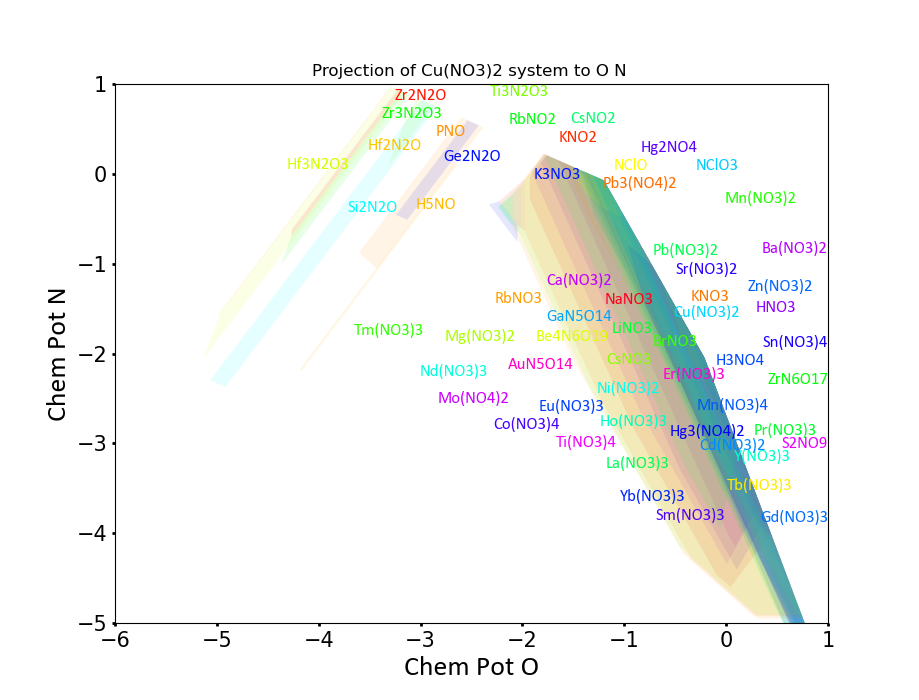 Projection of Cu(NO3)2 system to O N
Ti3N2O3
Zr2N2O
Zr3N2O3
RbNO2
CsNO2
PNO
KNO2
Hf2N2O
Hg2NO4
Ge2N2O
Hf3N2O3
NClO
NClO3
K3NO3
Pb3(NO4)2
Mn(NO3)2
Si2N2O
H5NO
Pb(NO3)2
Ba(NO3)2
Sr(NO3)2
Ca(NO3)2
Zn(NO3)2
RbNO3
NaNO3
KNO3
HNO3
GaN5O14
Cu(NO3)2
Tm(NO3)3
LiNO3
Mg(NO3)2
Be4N6O19
BrNO3
Sn(NO3)4
CsNO3
H3NO4
AuN5O14
Nd(NO3)3
Er(NO3)3
ZrN6O17
Ni(NO3)2
Mo(NO4)2
Eu(NO3)3
Mn(NO3)4
Co(NO3)4
Ho(NO3)3
Hg3(NO4)2
Pr(NO3)3
Ti(NO3)4
Cd(NO3)2
S2NO9
Y(NO3)3
La(NO3)3
Tb(NO3)3
Yb(NO3)3
Sm(NO3)3
Gd(NO3)3
1
0
−1
−2
−3
−4
−5
Chem Pot N
−6 −5 −4 −3 −2 −1 0 1
Chem Pot O